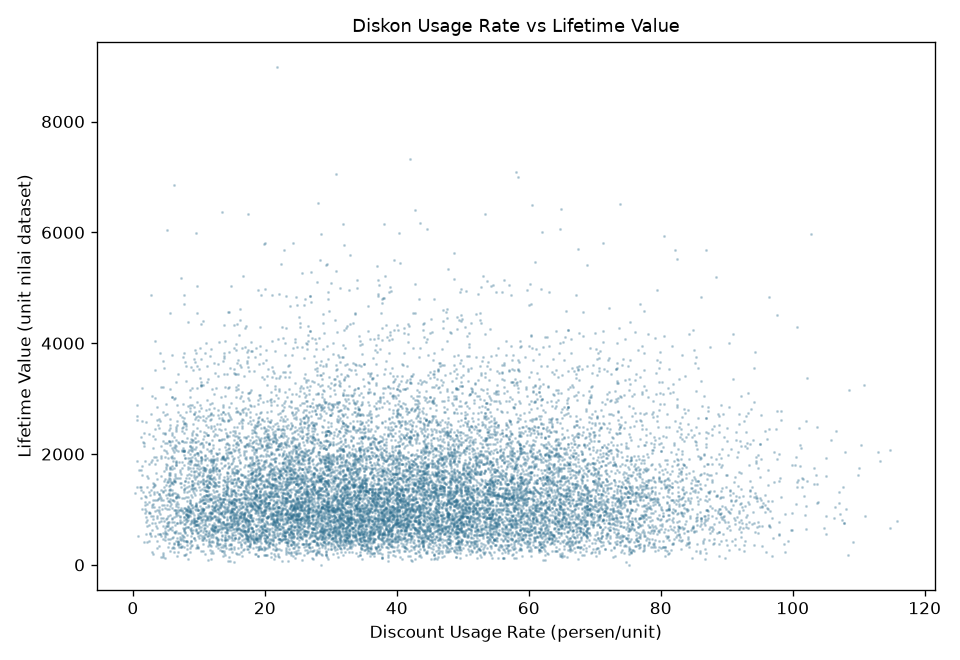 Diskon Usage Rate vs Lifetime Value
Lifetime Value (unit nilai dataset)
8000
6000
4000
2000
0
0 20 40 60 80 100 120
Discount Usage Rate (persen/unit)